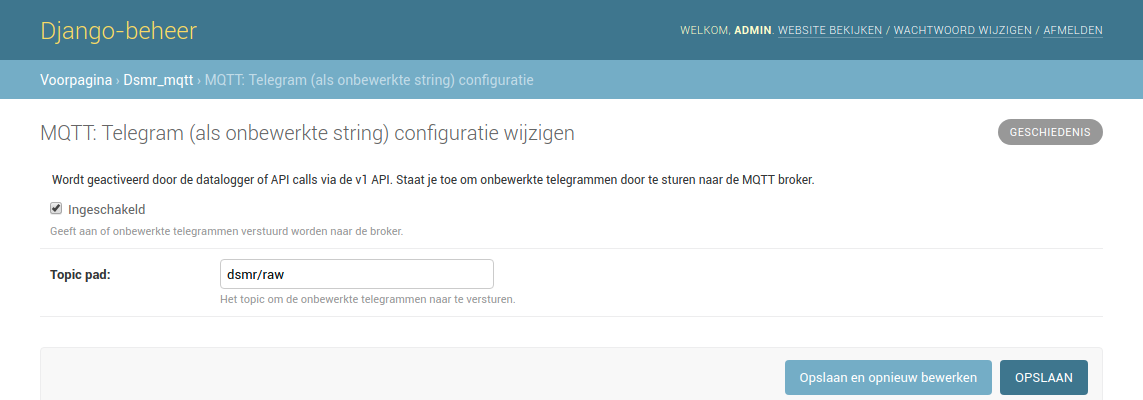 Django-beheer
WELKOM, ADMIN. WEBSITE BEKIJKEN / WACHTWOORD WIJZIGEN / AFMELDEN
Voorpagina › Dsmr_mqtt › MQTT: Telegram (als onbewerkte string) configuratie
MQTT: Telegram (als onbewerkte string) configuratie wijzigen
GESCHIEDENIS
Wordt geactiveerd door de datalogger of API calls via de v1 API. Staat je toe om onbewerkte telegrammen door te sturen naar de MQTT broker.
Ingeschakeld
Geeft aan of onbewerkte telegrammen verstuurd worden naar de broker.
Topic pad:
dsmr/raw
Het topic om de onbewerkte telegrammen naar te versturen.
Opslaan en opnieuw bewerken
OPSLAAN